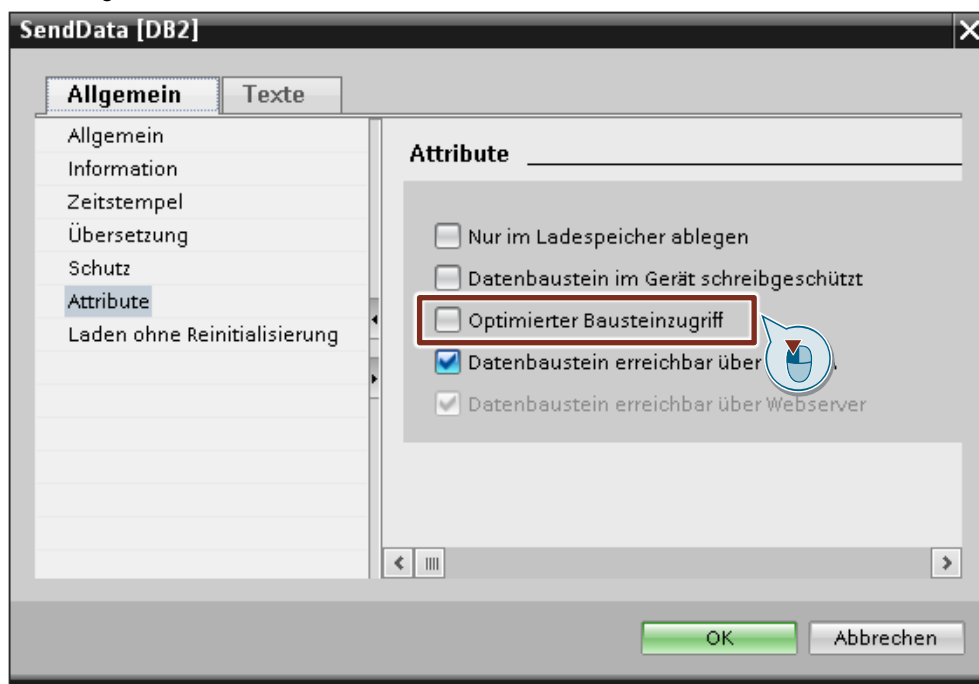 SendData [DB2]
Allgemein
Texte
Allgemein
Information
Zeitstempel
Übersetzung
Schutz
Attribute
Laden ohne Reinitialisierung
Attribute
Nur im Ladespeicher ablegen
Datenbaustein im Gerät schreibgeschützt
Optimierter Bausteinzugriff
Datenbaustein erreichbar über
Datenbaustein erreichbar über Webserver
OK
Abbrechen